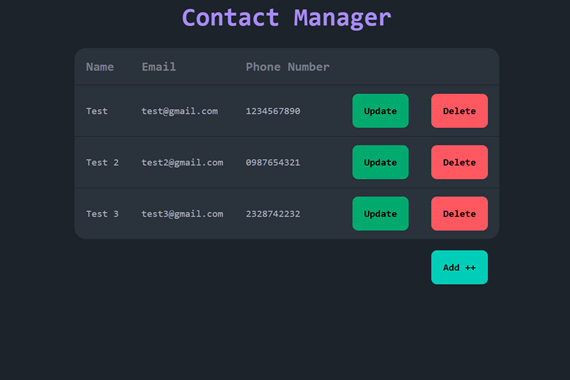 Contact Manager
Name Email Phone Number
Test test@gmail.com 1234567890 Update Delete
Test 2 test2@gmail.com 0987654321 Update Delete
Test 3 test3@gmail.com 2328742232 Update Delete
Add ++